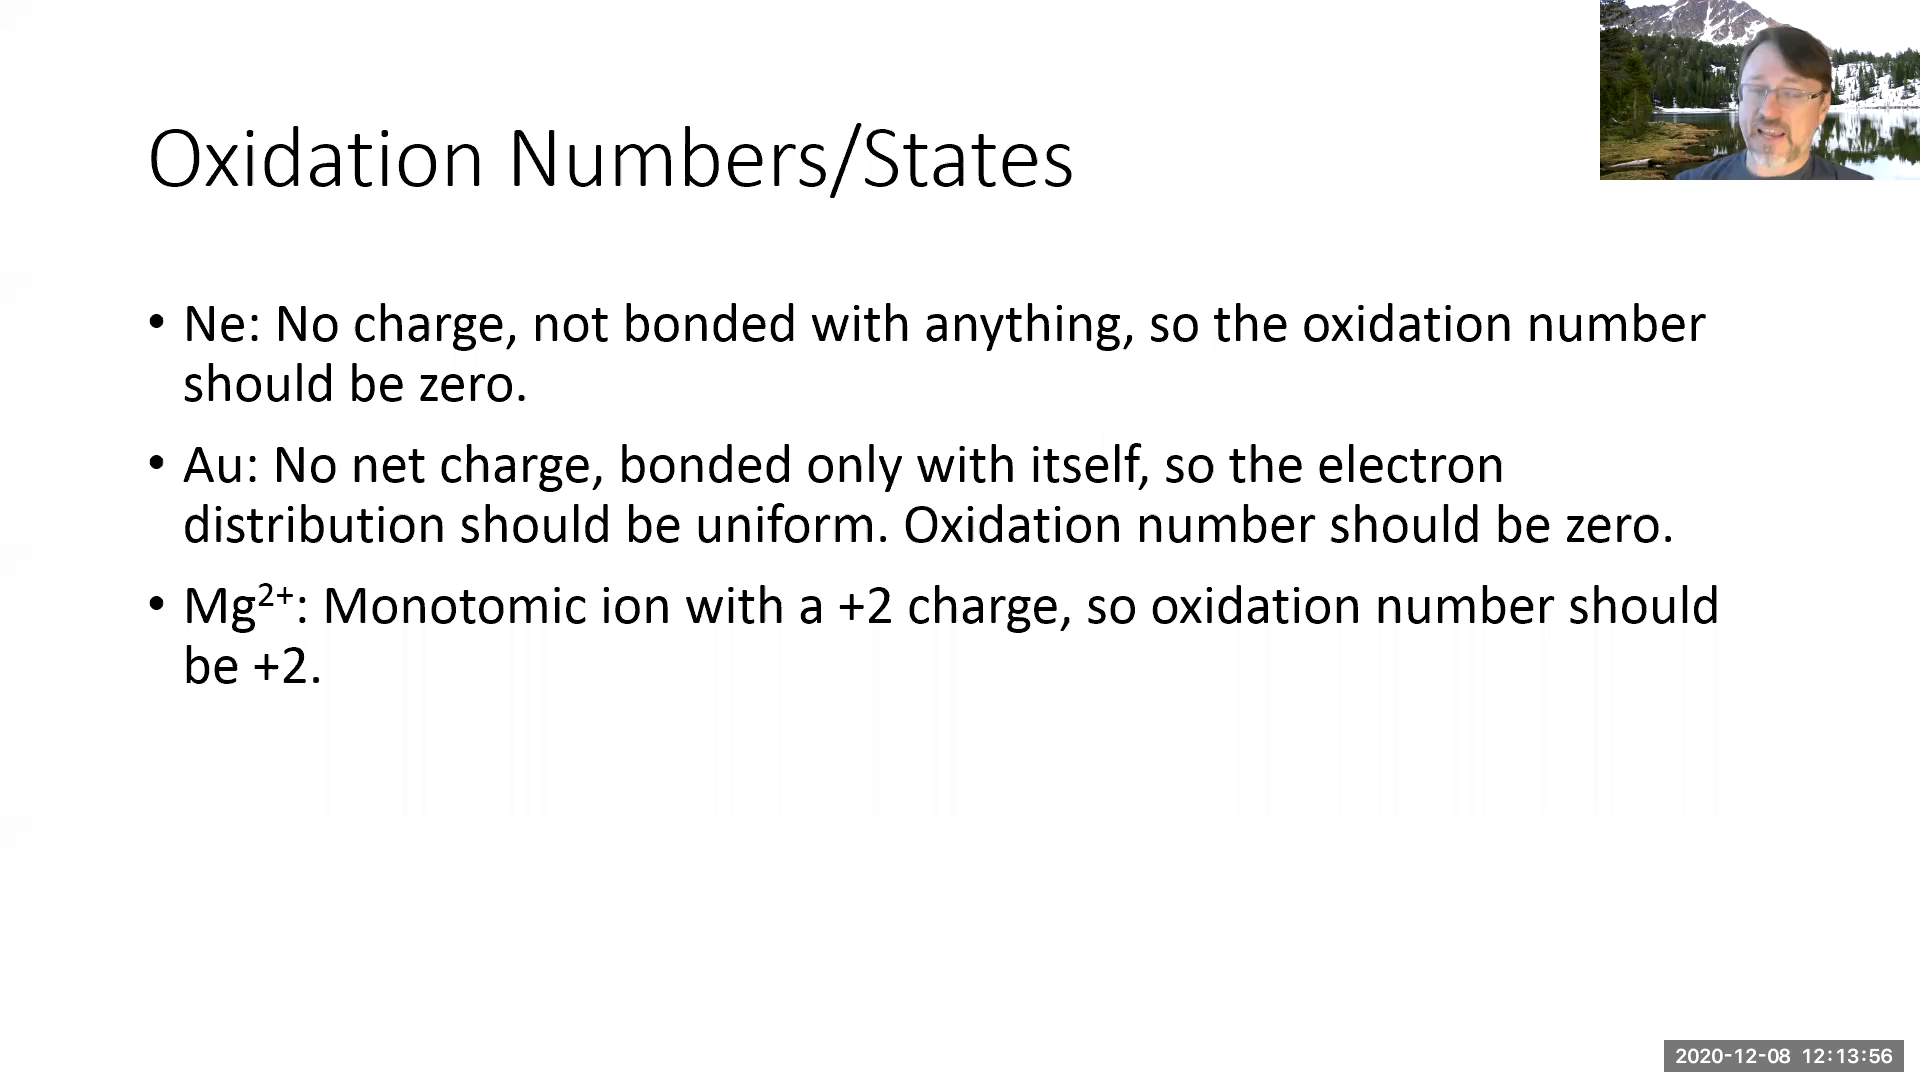 Oxidation Numbers/States
• Ne: No charge, not bonded with anything, so the oxidation number
should be zero.
• Au: No net charge, bonded only with itself, so the electron
distribution should be uniform. Oxidation number should be zero.
• Mg²⁺: Monotomic ion with a +2 charge, so oxidation number should
be +2.
2020-12-08 12:13:56